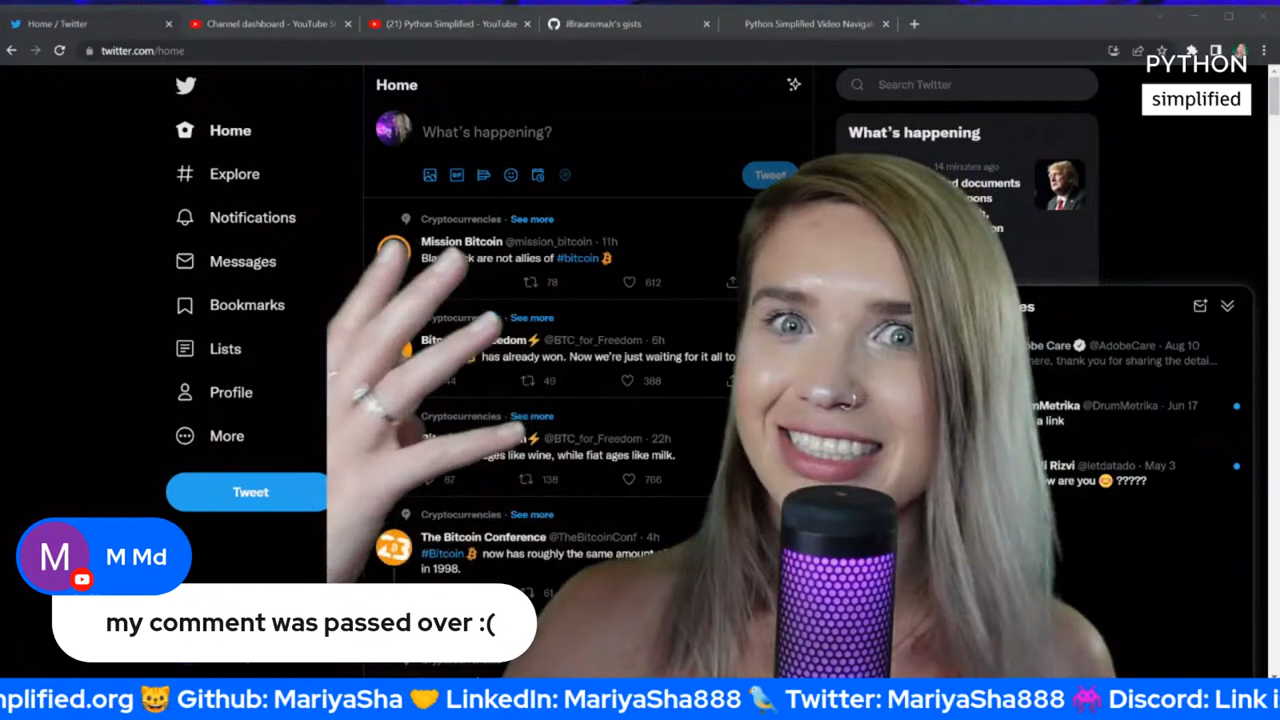 Home / Twitter
Channel dashboard - YouTube S
(21) Python Simplified - YouTube
JBraunsmaJr's gists
Python Simplified Video Navigat
twitter.com/home
PYTHON
simplified
Home
Search Twitter
What's happening?
Tweet
Home
Explore
Notifications
Messages
Bookmarks
Lists
Profile
More
Tweet
Cryptocurrencies · See more
Mission Bitcoin @mission_bitcoin · 11h
are not allies of #bitcoin
78 612
See more
@BTC_for_Freedom · 6h
has already won. Now we're just waiting for it all to
49 388
Cryptocurrencies · See more
@BTC_for_Freedom · 22h
like wine, while fiat ages like milk.
67 138 766
Cryptocurrencies · See more
The Bitcoin Conference @TheBitcoinConf · 4h
#Bitcoin now has roughly the same amount
in 1998.
61
What's happening
14 minutes ago
documents
Care @AdobeCare · Aug 10
here, thank you for sharing the detai...
@DrumMetrika · Jun 17
a link
Rizvi @letdatado · May 3
are you ?????
M
M Md
my comment was passed over :(
mplified.org 😺 Github: MariyaSha 🤝 LinkedIn: MariyaSha888 🐦 Twitter: MariyaSha888 👾 Discord: Link i